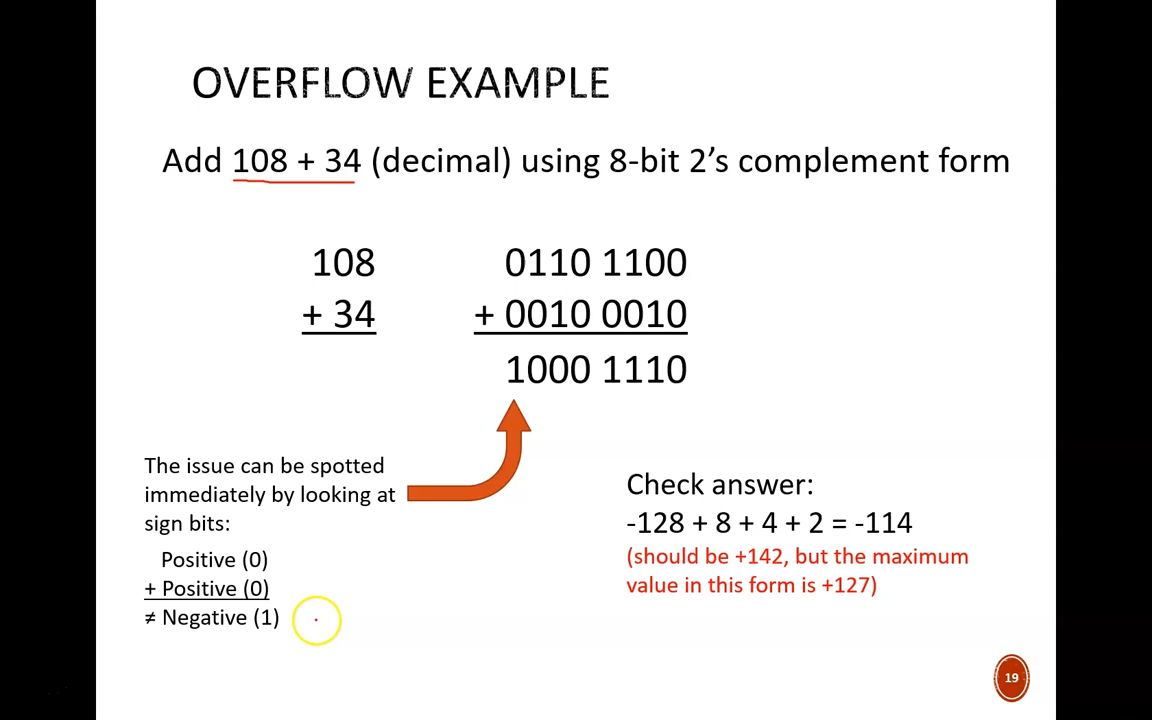 OVERFLOW EXAMPLE
Add 108 + 34 (decimal) using 8-bit 2’s complement form
108
+ 34
0110 1100
+ 0010 0010
1000 1110
The issue can be spotted
immediately by looking at
sign bits:
Positive (0)
+ Positive (0)
≠ Negative (1)
Check answer:
-128 + 8 + 4 + 2 = -114
(should be +142, but the maximum
value in this form is +127)
19